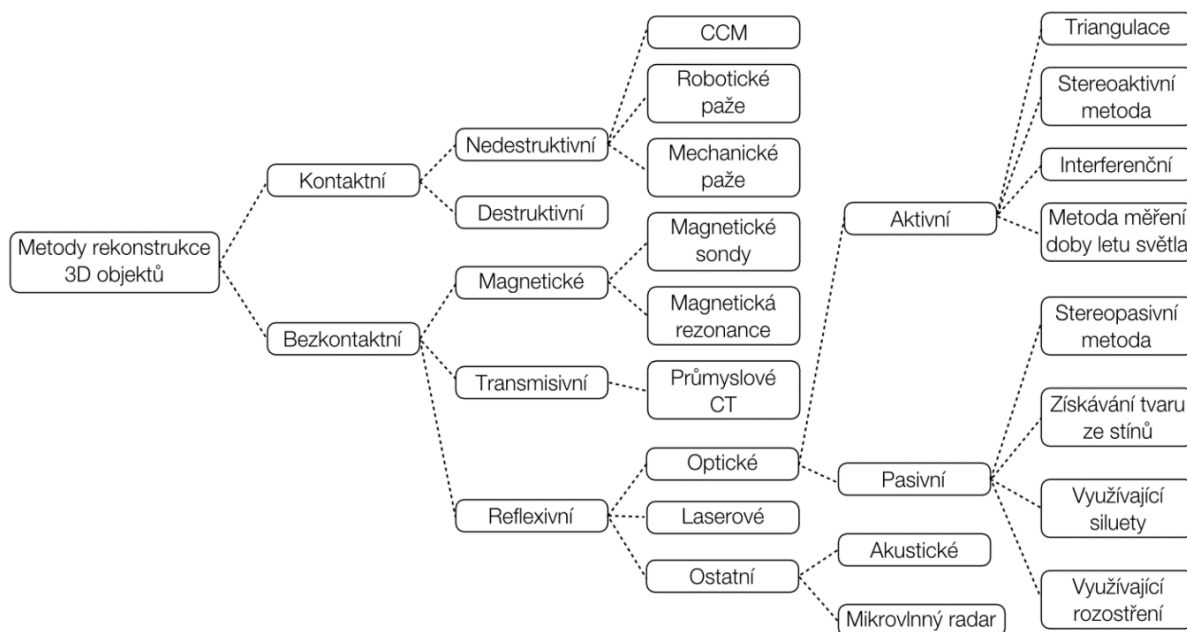 Metody rekonstrukce
3D objektů
Kontaktní
Bezkontaktní
Nedestruktivní
Destruktivní
Magnetické
Transmisivní
Reflexivní
CCM
Robotické
paže
Mechanické
paže
Magnetické
sondy
Magnetická
rezonance
Průmyslové
CT
Optické
Laserové
Ostatní
Aktivní
Pasivní
Akustické
Mikrovlnný radar
Triangulace
Stereoaktivní
metoda
Interferenční
Metoda měření
doby letu světla
Stereopasivní
metoda
Získávání tvaru
ze stínů
Využívající
siluety
Využívající
rozostření